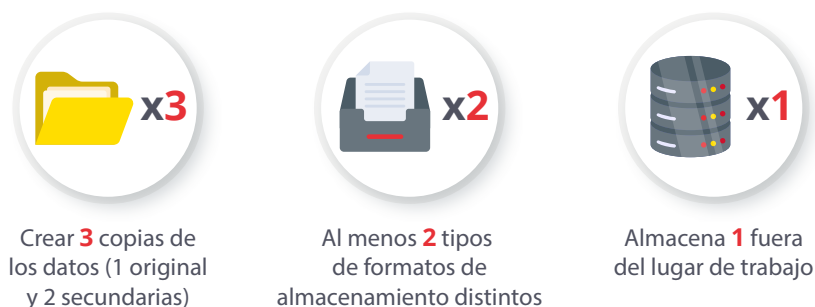 x3
Crear 3 copias de
los datos (1 original
y 2 secundarias)
x2
Al menos 2 tipos
de formatos de
almacenamiento distintos
x1
Almacena 1 fuera
del lugar de trabajo